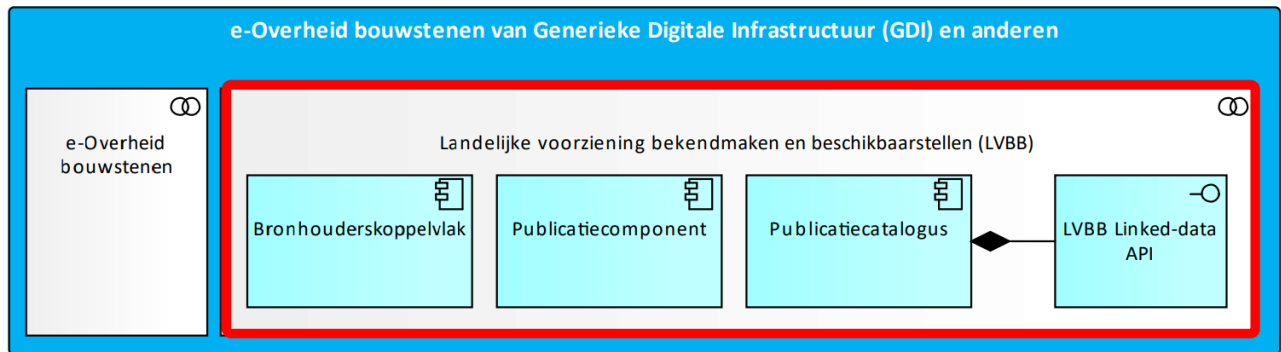 e-Overheid bouwstenen van Generieke Digitale Infrastructuur (GDI) en anderen
e-Overheid
bouwstenen
Landelijke voorziening bekendmaken en beschikbaarstellen (LVBB)
Bronhouderskoppelvlak
Publicatiecomponent
Publicatiecatalogus
LVBB Linked-data
API